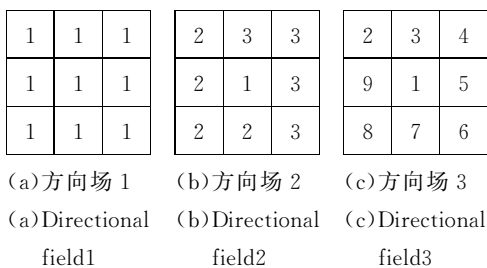 1 1 1 2 3 3 2 3 4
1 1 1 2 1 3 9 1 5
1 1 1 2 2 3 8 7 6
(a)方向场1 (b)方向场2 (c)方向场3
(a)Directional (b)Directional (c)Directional
field1 field2 field3